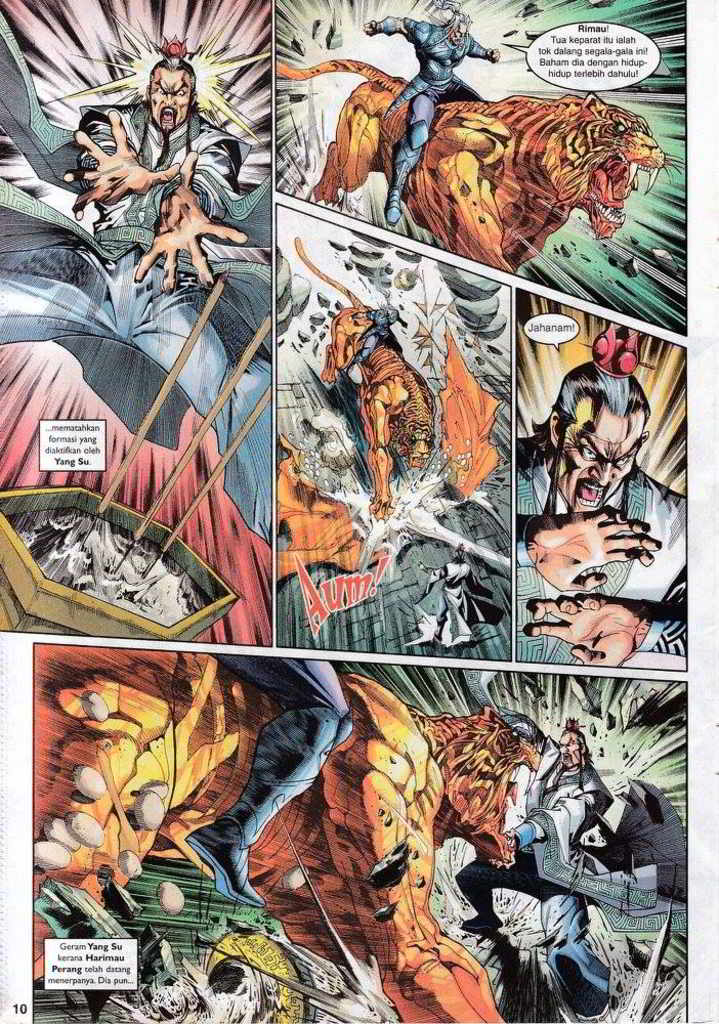 ...mematahkan
formasi yang
diaktifkan oleh
Yang Su.
Rimau!
Tua keparat itu ialah
tok dalang segala-gala ini!
Baham dia dengan hidup-
hidup terlebih dahulu!
Aum!
Jahanam!
Geram Yang Su
kerana Harimau
Perang telah datang
menerpanya. Dia pun...
10